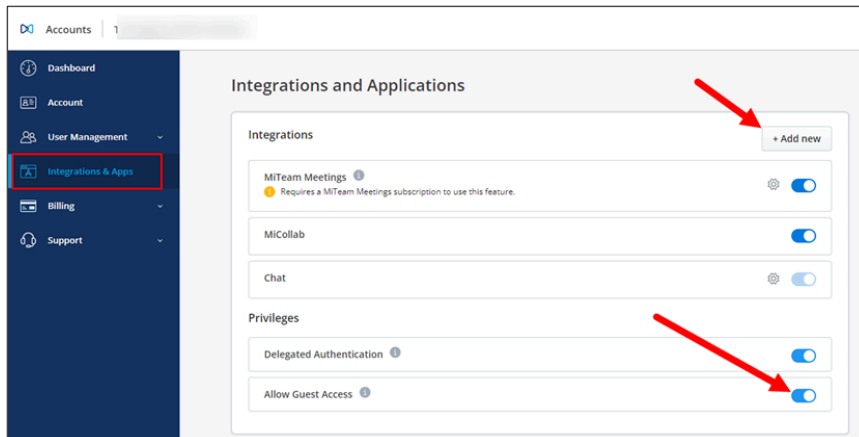 Accounts
Dashboard
Account
User Management
Integrations & Apps
Billing
Support
Integrations and Applications
Integrations
+ Add new
MiTeam Meetings
Requires a MiTeam Meetings subscription to use this feature.
MiCollab
Chat
Privileges
Delegated Authentication
Allow Guest Access